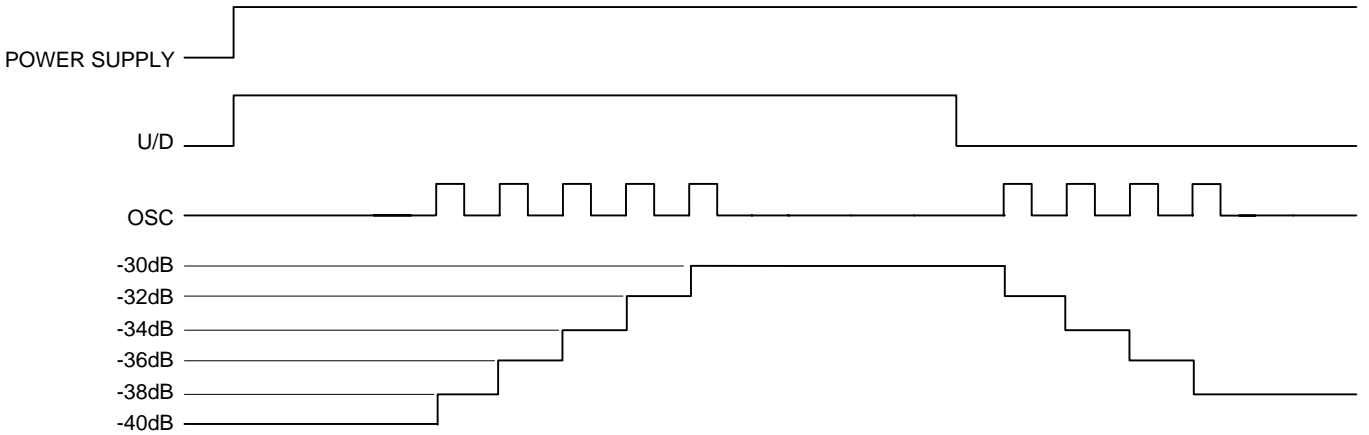 POWER SUPPLY
U/D
OSC
-30dB
-32dB
-34dB
-36dB
-38dB
-40dB